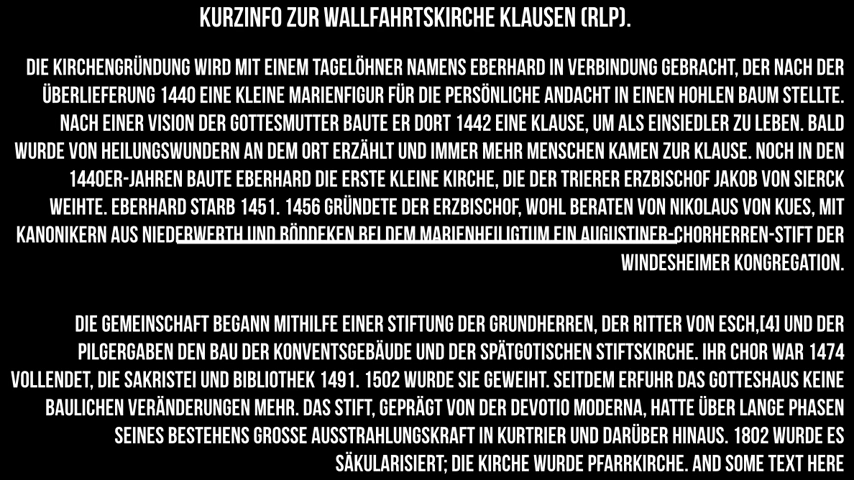 KURZINFO ZUR WALLFAHRTSKIRCHE KLAUSEN (RLP).
DIE KIRCHENGRÜNDUNG WIRD MIT EINEM TAGELÖHNER NAMENS EBERHARD IN VERBINDUNG GEBRACHT, DER NACH DER
ÜBERLIEFERUNG 1440 EINE KLEINE MARIENFIGUR FÜR DIE PERSÖNLICHE ANDACHT IN EINEN HOHLEN BAUM STELLTE.
NACH EINER VISION DER GOTTESMUTTER BAUTE ER DORT 1442 EINE KLAUSE, UM ALS EINSIEDLER ZU LEBEN. BALD
WURDE VON HEILUNGSWUNDERN AN DEM ORT ERZÄHLT UND IMMER MEHR MENSCHEN KAMEN ZUR KLAUSE. NOCH IN DEN
1440ER-JAHREN BAUTE EBERHARD DIE ERSTE KLEINE KIRCHE, DIE DER TRIERER ERZBISCHOF JAKOB VON SIERCK
WEIHTE. EBERHARD STARB 1451. 1456 GRÜNDETE DER ERZBISCHOF, WOHL BERATEN VON NIKOLAUS VON KUES, MIT
KANONIKERN AUS NIEDERWERTH UND BÖDDEKEN BEI DEM MARIENHEILIGTUM EIN AUGUSTINER-CHORHERREN-STIFT DER
WINDESHEIMER KONGREGATION.
DIE GEMEINSCHAFT BEGANN MITHILFE EINER STIFTUNG DER GRUNDHERREN, DER RITTER VON ESCH,[4] UND DER
PILGERGABEN DEN BAU DER KONVENTSGEBÄUDE UND DER SPÄTGOTISCHEN STIFTSKIRCHE. IHR CHOR WAR 1474
VOLLENDET, DIE SAKRISTEI UND BIBLIOTHEK 1491. 1502 WURDE SIE GEWEIHT. SEITDEM ERFUHR DAS GOTTESHAUS KEINE
BAULICHEN VERÄNDERUNGEN MEHR. DAS STIFT, GEPRÄGT VON DER DEVOTIO MODERNA, HATTE ÜBER LANGE PHASEN
SEINES BESTEHENS GROSSE AUSSTRAHLUNGSKRAFT IN KURTRIER UND DARÜBER HINAUS. 1802 WURDE ES
SÄKULARISIERT; DIE KIRCHE WURDE PFARRKIRCHE. AND SOME TEXT HERE